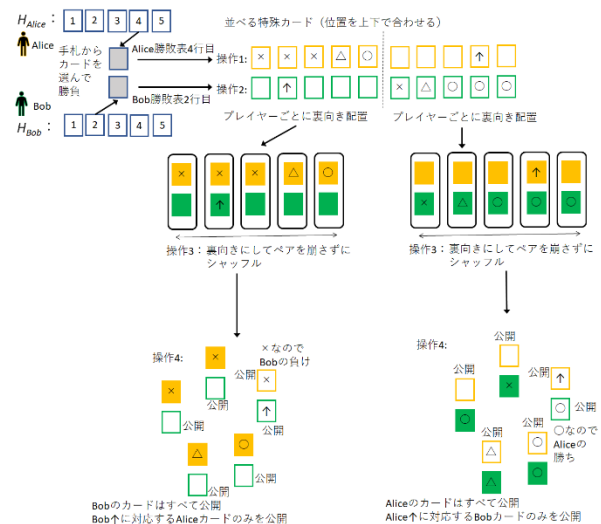 HAlice： 1 2 3 4 5
Alice
手札から
カードを
選んで
勝負
Bob
HBob： 1 2 3 4 5
Alice勝敗表4行目
Bob勝敗表2行目
並べる特殊カード（位置を上下で合わせる）
操作1: × × × △ ○ ↑
操作2: ↑ × △ ○ ○ ○
プレイヤーごとに裏向き配置
プレイヤーごとに裏向き配置
× × × △ ○
↑
↑
× △ ○ ○ ○
操作3：裏向きにしてペアを崩さずに
シャッフル
操作3：裏向きにしてペアを崩さずに
シャッフル
操作4:
×
公開
×なので
Bobの負け
公開
×
×
公開
↑
公開
公開
△
公開
○
公開
Bobのカードはすべて公開
Bob↑に対応するAliceカードのみを公開
操作4:
公開
×
公開
↑
公開
○
公開
○
公開
○なので
Aliceの
勝ち
公開
△
△
○
○
Aliceのカードはすべて公開
Alice↑に対応するBobカードのみを公開